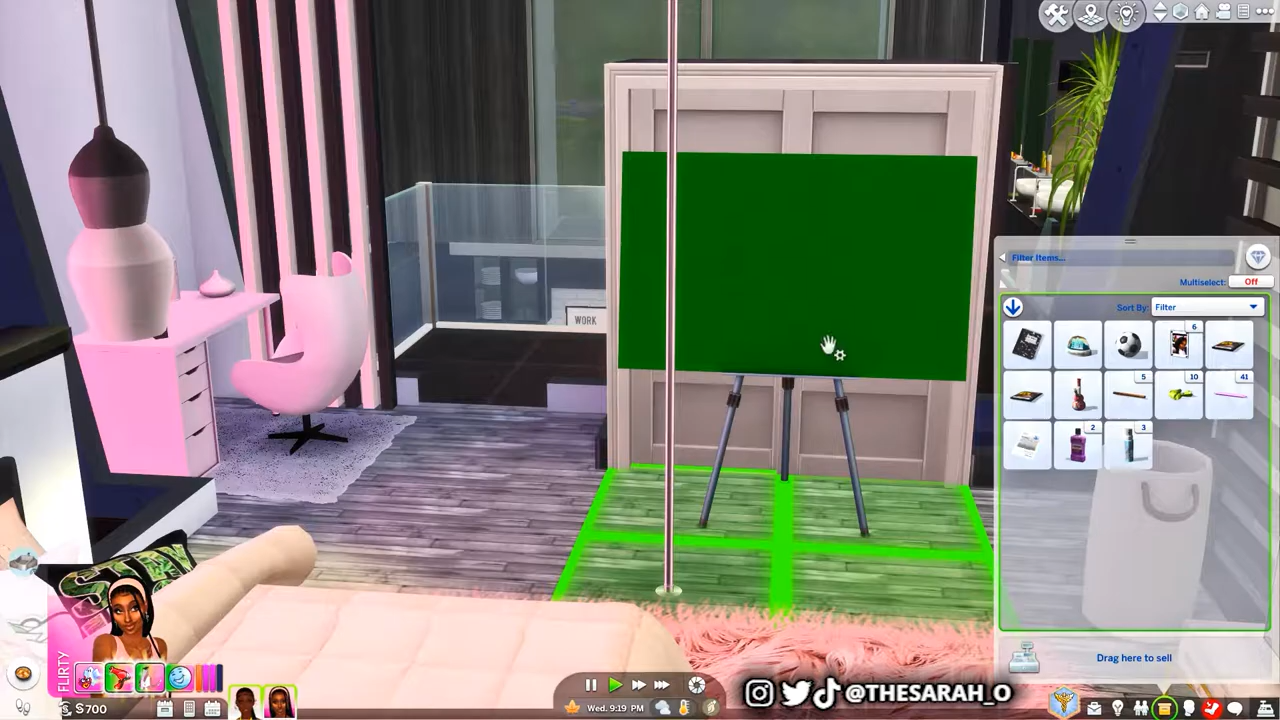 Filter Items...
Multiselect: Off
Sort By: Filter
6
5
10
41
2
3
WORK
Drag here to sell
FLIRTY
§700
Wed. 9:19 PM
@THESARAH_O